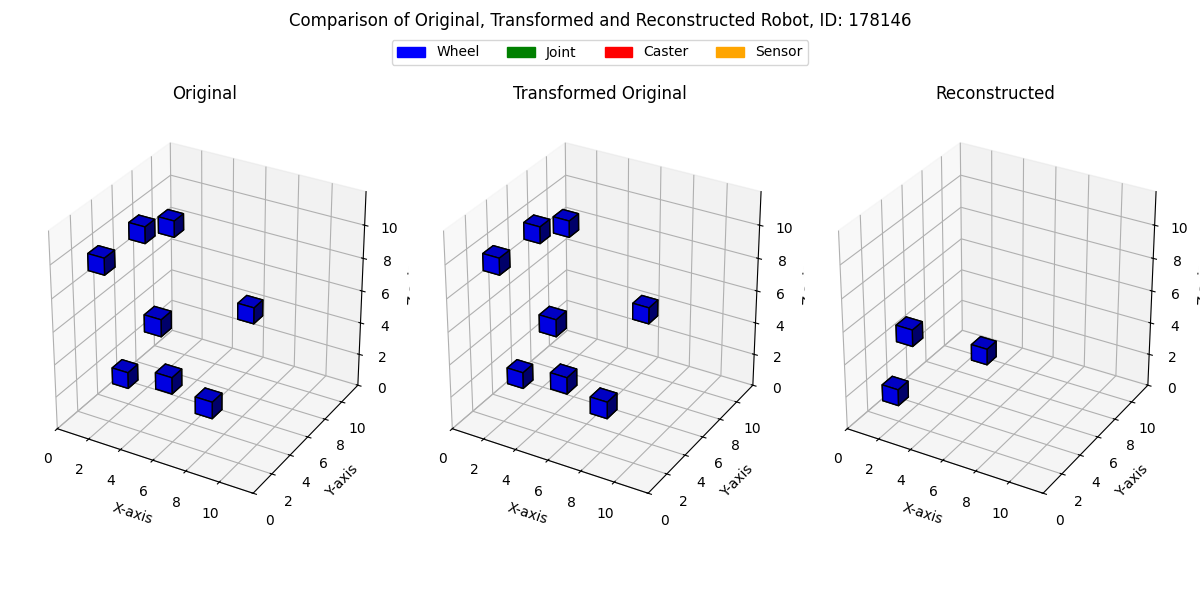 Comparison of Original, Transformed and Reconstructed Robot, ID: 178146
Wheel Joint Caster Sensor
Original
Transformed Original
Reconstructed
0 2 4 6 8 10
X-axis
0 2 4 6 8 10
Y-axis
0 2 4 6 8 10
0 2 4 6 8 10
X-axis
0 2 4 6 8 10
Y-axis
0 2 4 6 8 10
0 2 4 6 8 10
X-axis
0 2 4 6 8 10
Y-axis
0 2 4 6 8 10